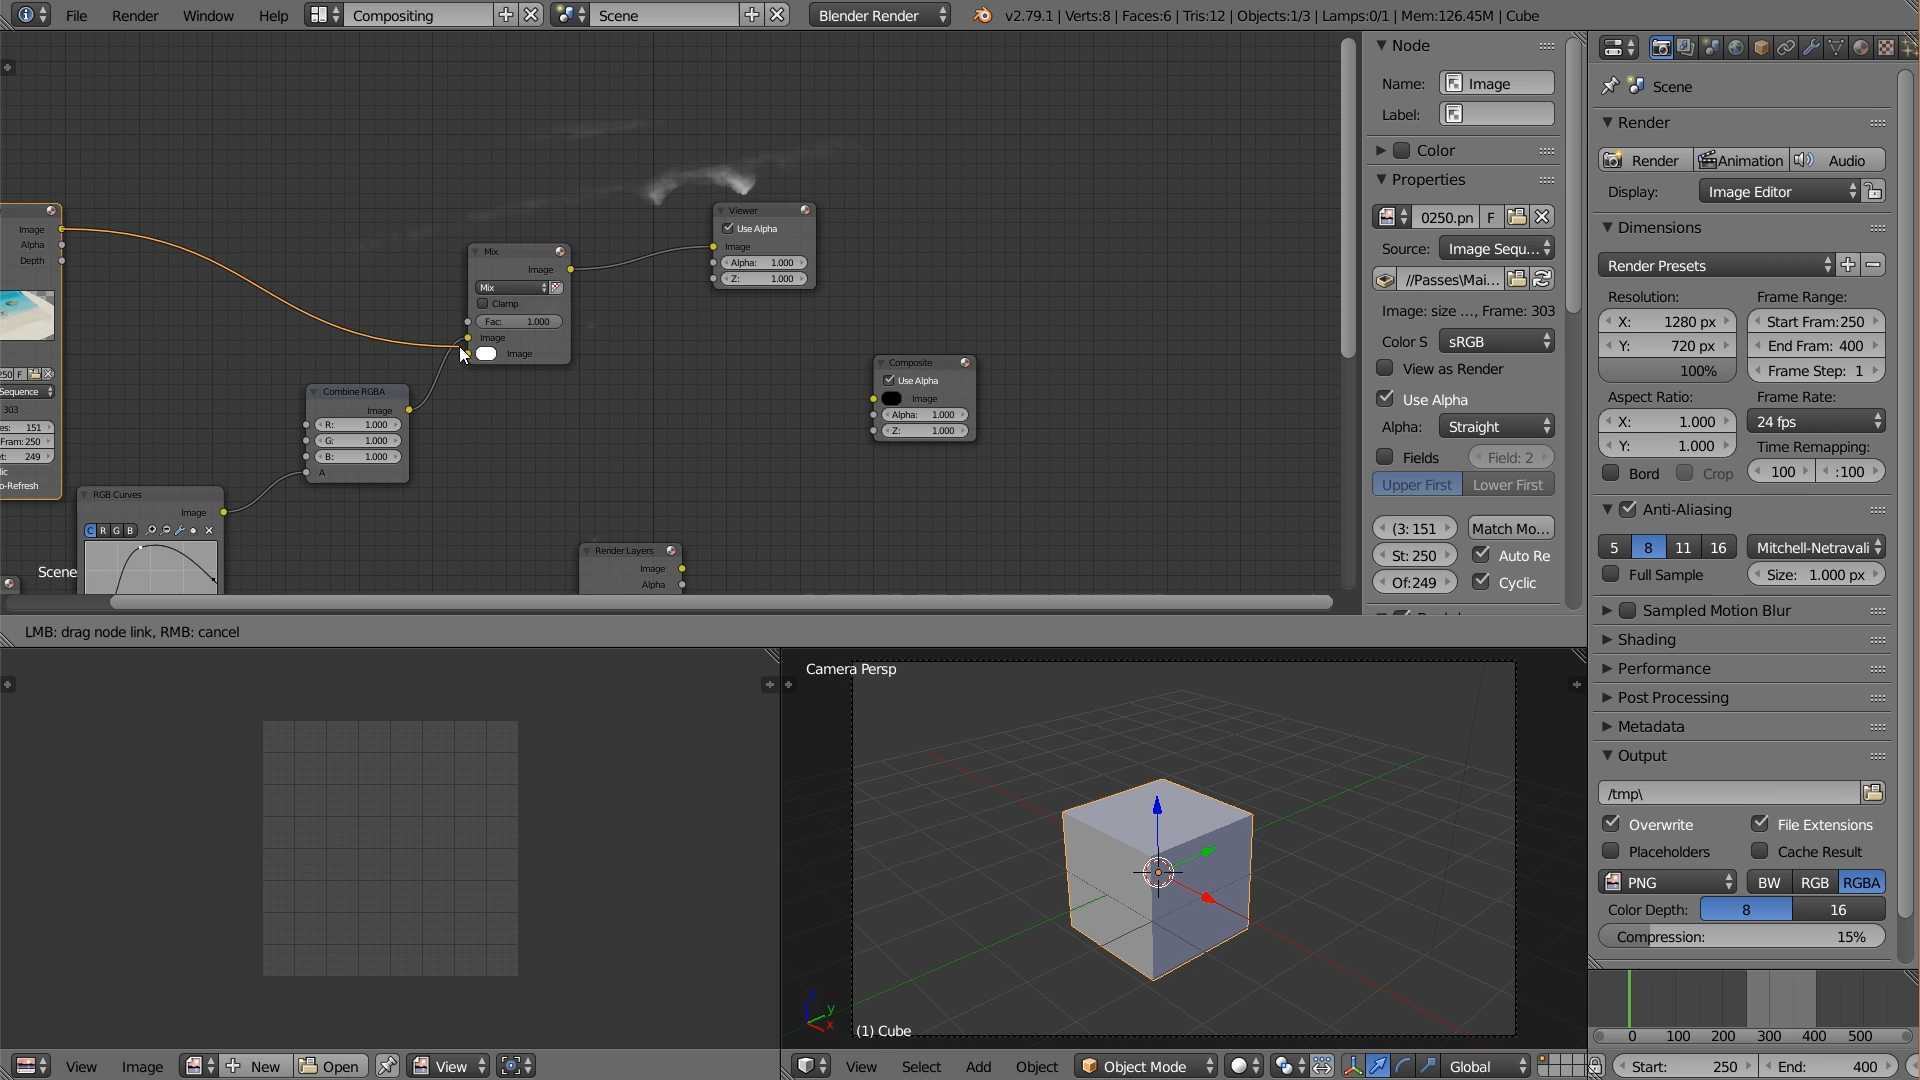 File Render Window Help Compositing Scene Blender Render v2.79.1 | Verts:8 | Faces:6 | Tris:12 | Objects:1/3 | Lamps:0/1 | Mem:126.45M | Cube
Image
Alpha
Depth
250 F
Sequence
303
es: 151
Fram: 250
t: 249
lic
o-Refresh
RGB Curves
Image
C R G B
Scene
Combine RGBA
Image
R: 1.000
G: 1.000
B: 1.000
A
Mix
Image
Mix
Clamp
Fac: 1.000
Image
Image
Viewer
Use Alpha
Image
Alpha: 1.000
Z: 1.000
Composite
Use Alpha
Image
Alpha: 1.000
Z: 1.000
Render Layers
Image
Alpha
Node
Name: Image
Label:
Color
Properties
0250.pn F
Source: Image Sequ...
//Passes\Mai...
Image: size ..., Frame: 303
Color S sRGB
View as Render
Use Alpha
Alpha: Straight
Fields Field: 2
Upper First Lower First
(3: 151 Match Mo...
St: 250 Auto Re
Of: 249 Cyclic
Scene
Render
Render Animation Audio
Display: Image Editor
Dimensions
Render Presets
Resolution: Frame Range:
X: 1280 px Start Fram: 250
Y: 720 px End Fram: 400
100% Frame Step: 1
Aspect Ratio: Frame Rate:
X: 1.000 24 fps
Y: 1.000 Time Remapping:
Bord Crop 100 :100
Anti-Aliasing
5 8 11 16 Mitchell-Netravali
Full Sample Size: 1.000 px
Sampled Motion Blur
Shading
Performance
Post Processing
Metadata
Output
/tmp\
Overwrite File Extensions
Placeholders Cache Result
PNG BW RGB RGBA
Color Depth: 8 16
Compression: 15%
LMB: drag node link, RMB: cancel
Camera Persp
z
y
x
(1) Cube
0 100 200 300 400 500
View Image New Open View
View Select Add Object Object Mode Global
Start: 250 End: 400